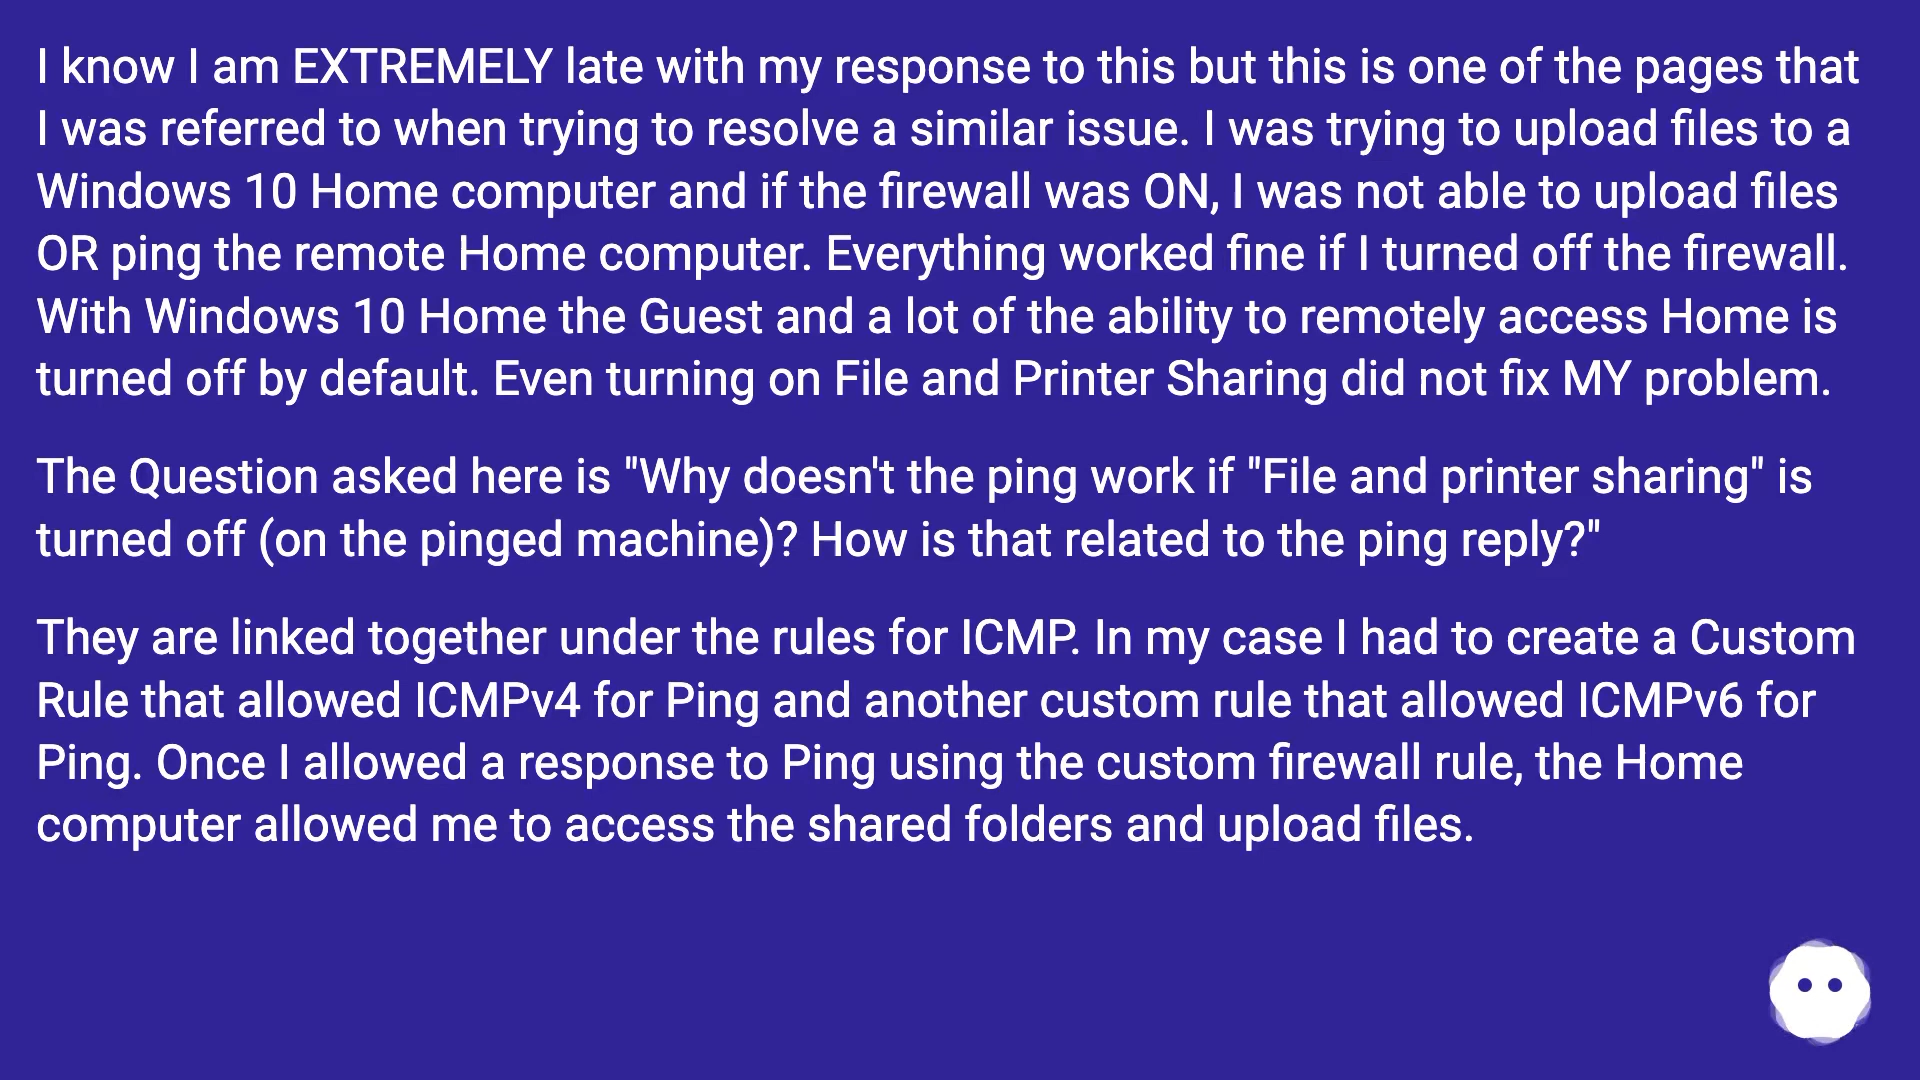 I know I am EXTREMELY late with my response to this but this is one of the pages that
I was referred to when trying to resolve a similar issue. I was trying to upload files to a
Windows 10 Home computer and if the firewall was ON, I was not able to upload files
OR ping the remote Home computer. Everything worked fine if I turned off the firewall.
With Windows 10 Home the Guest and a lot of the ability to remotely access Home is
turned off by default. Even turning on File and Printer Sharing did not fix MY problem.
The Question asked here is "Why doesn't the ping work if "File and printer sharing" is
turned off (on the pinged machine)? How is that related to the ping reply?"
They are linked together under the rules for ICMP. In my case I had to create a Custom
Rule that allowed ICMPv4 for Ping and another custom rule that allowed ICMPv6 for
Ping. Once I allowed a response to Ping using the custom firewall rule, the Home
computer allowed me to access the shared folders and upload files.